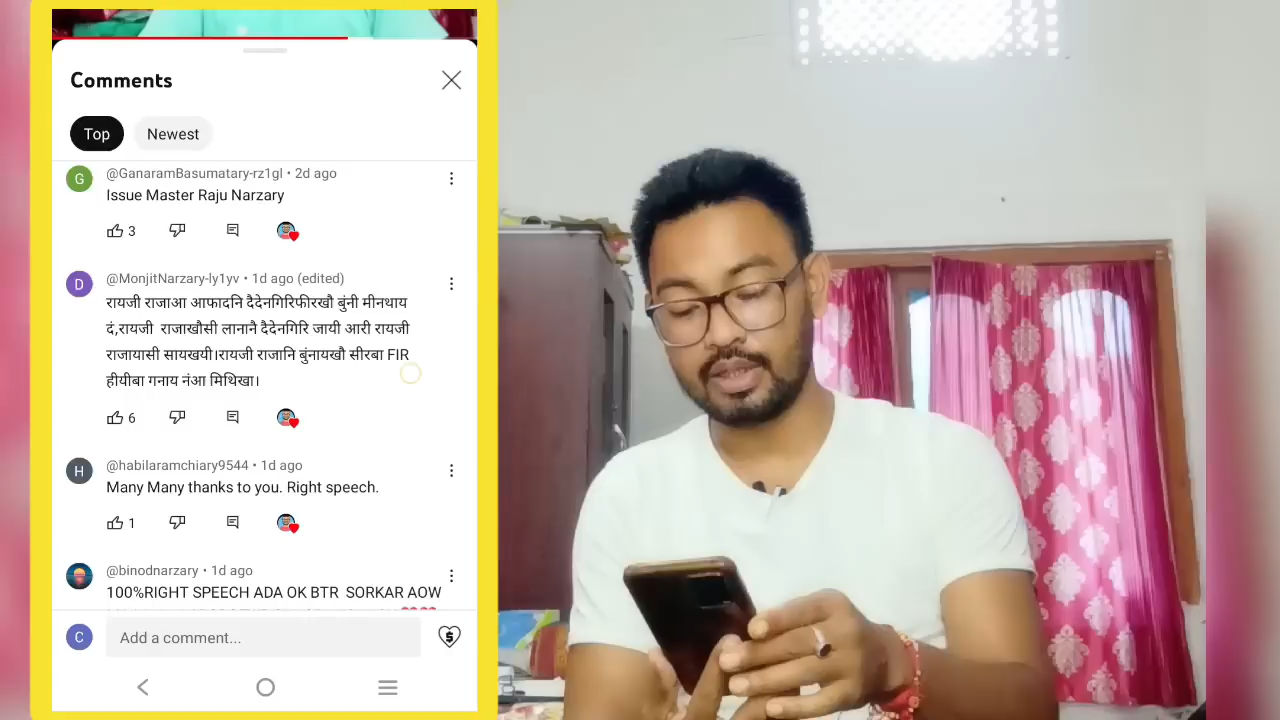 Comments
Top
Newest
G
@GanaramBasumatary-rz1gl • 2d ago
Issue Master Raju Narzary
3
D
@MonjitNarzary-ly1yv • 1d ago (edited)
रायजी राजाआ आफादनि दैदेनगिरिफीरखौ बुंनी मीनथाय
दं,रायजी राजाखौसी लानानै दैदेनगिरि जायी आरी रायजी
राजायासी सायखयी।रायजी राजानि बुंनायखौ सीरबा FIR
हीयीबा गनाय नंआ मिथिखा।
6
H
@habilaramchiary9544 • 1d ago
Many Many thanks to you. Right speech.
1
@binodnarzary • 1d ago
100%RIGHT SPEECH ADA OK BTR SORKAR AOW
C
Add a comment...
$